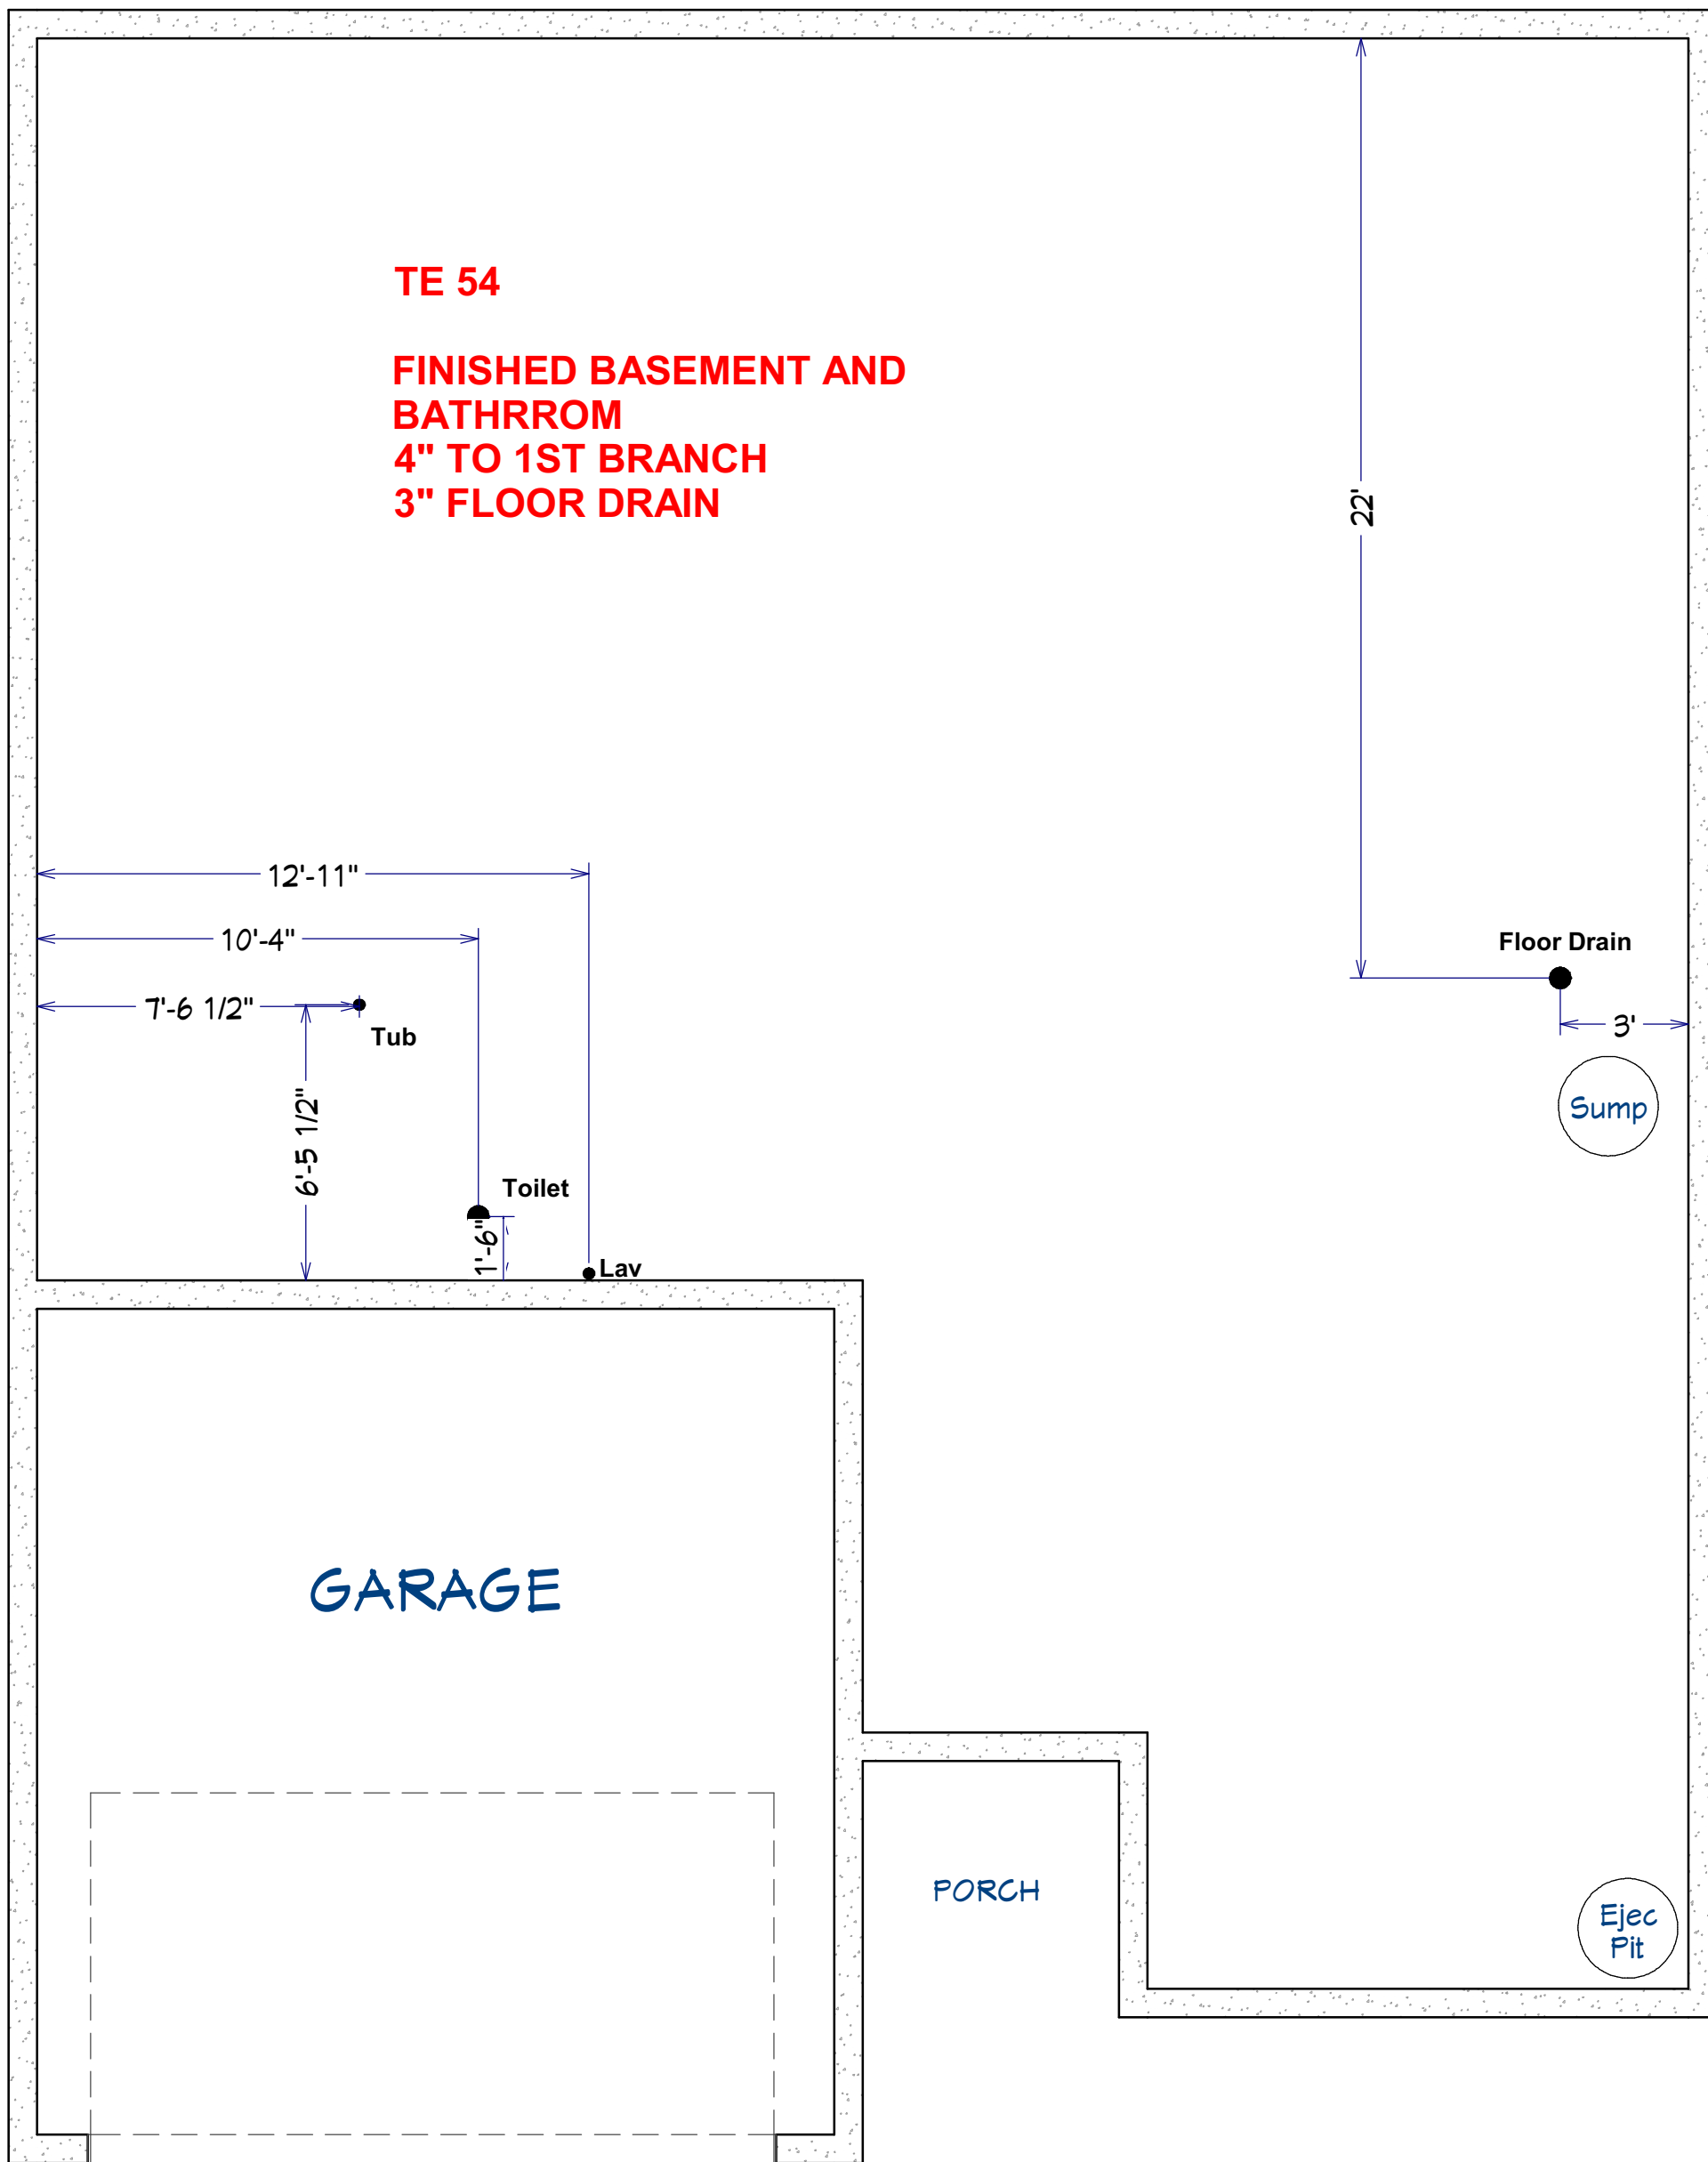 TE 54
FINISHED BASEMENT AND
BATHRROM
4" TO 1ST BRANCH
3" FLOOR DRAIN
22'
12'-11"
10'-4"
7'-6 1/2"
Tub
6'-5 1/2"
Toilet
1'-6"
Lav
Floor Drain
3'
Sump
GARAGE
PORCH
Ejec
Pit